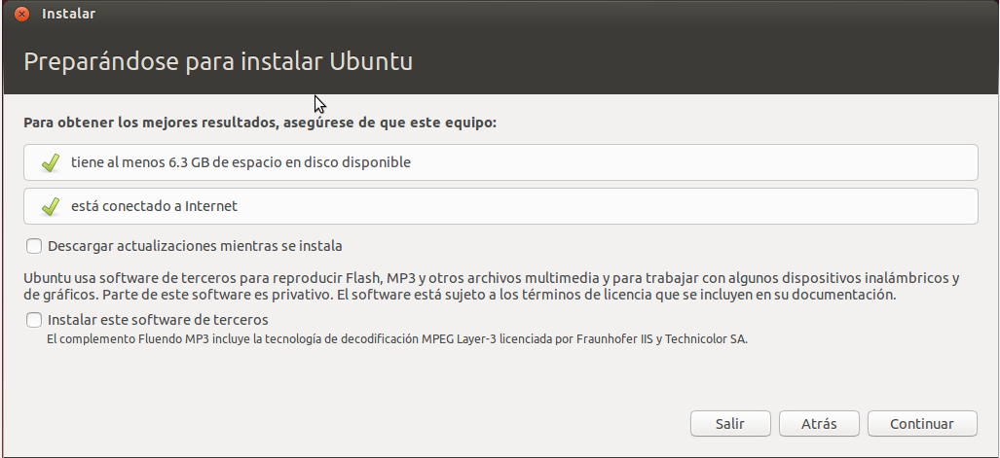 Instalar
Preparándose para instalar Ubuntu
Para obtener los mejores resultados, asegúrese de que este equipo:
tiene al menos 6.3 GB de espacio en disco disponible
está conectado a Internet
Descargar actualizaciones mientras se instala
Ubuntu usa software de terceros para reproducir Flash, MP3 y otros archivos multimedia y para trabajar con algunos dispositivos inalámbricos y
de gráficos. Parte de este software es privativo. El software está sujeto a los términos de licencia que se incluyen en su documentación.
Instalar este software de terceros
El complemento Fluendo MP3 incluye la tecnología de decodificación MPEG Layer-3 licenciada por Fraunhofer IIS y Technicolor SA.
Salir
Atrás
Continuar